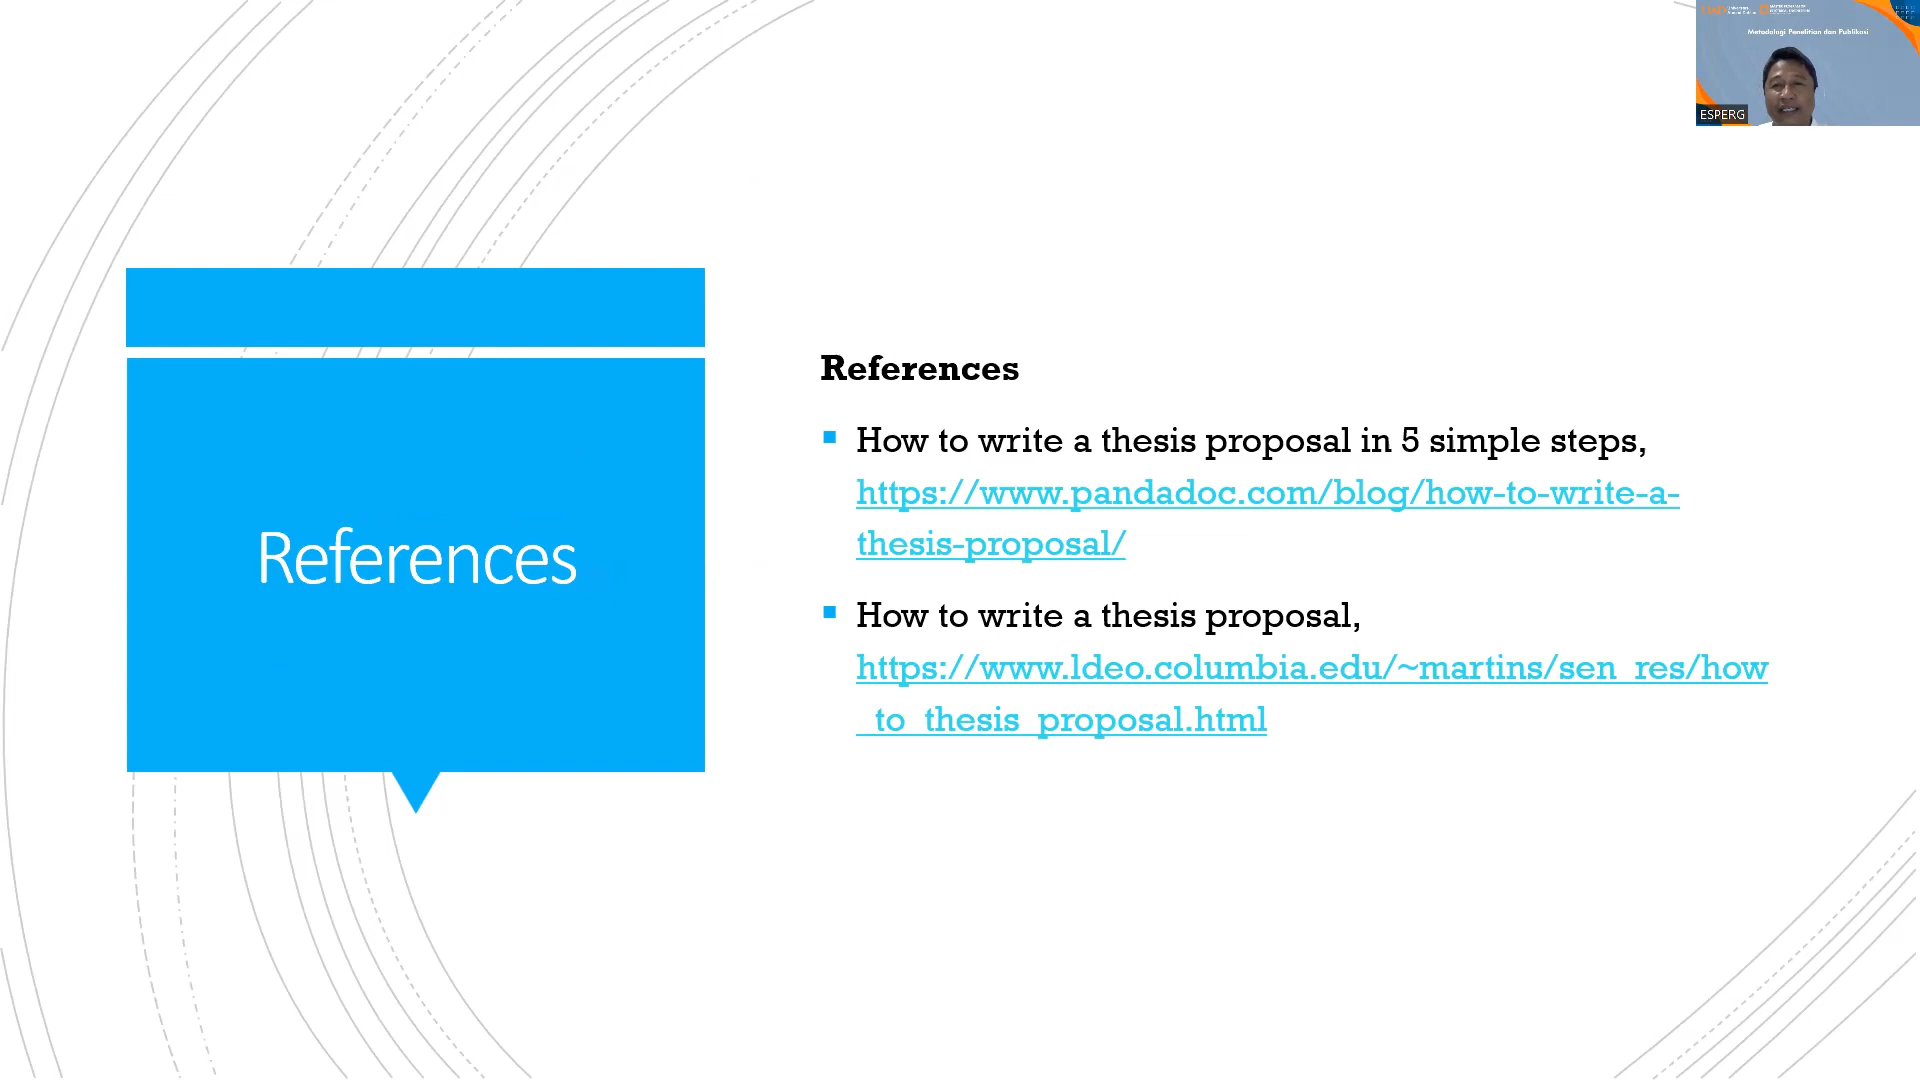 Metodologi Penelitian dan Publikasi
ESPERG
References
References
How to write a thesis proposal in 5 simple steps,
https://www.pandadoc.com/blog/how-to-write-a-
thesis-proposal/
How to write a thesis proposal,
https://www.ldeo.columbia.edu/~martins/sen_res/how
_to_thesis_proposal.html